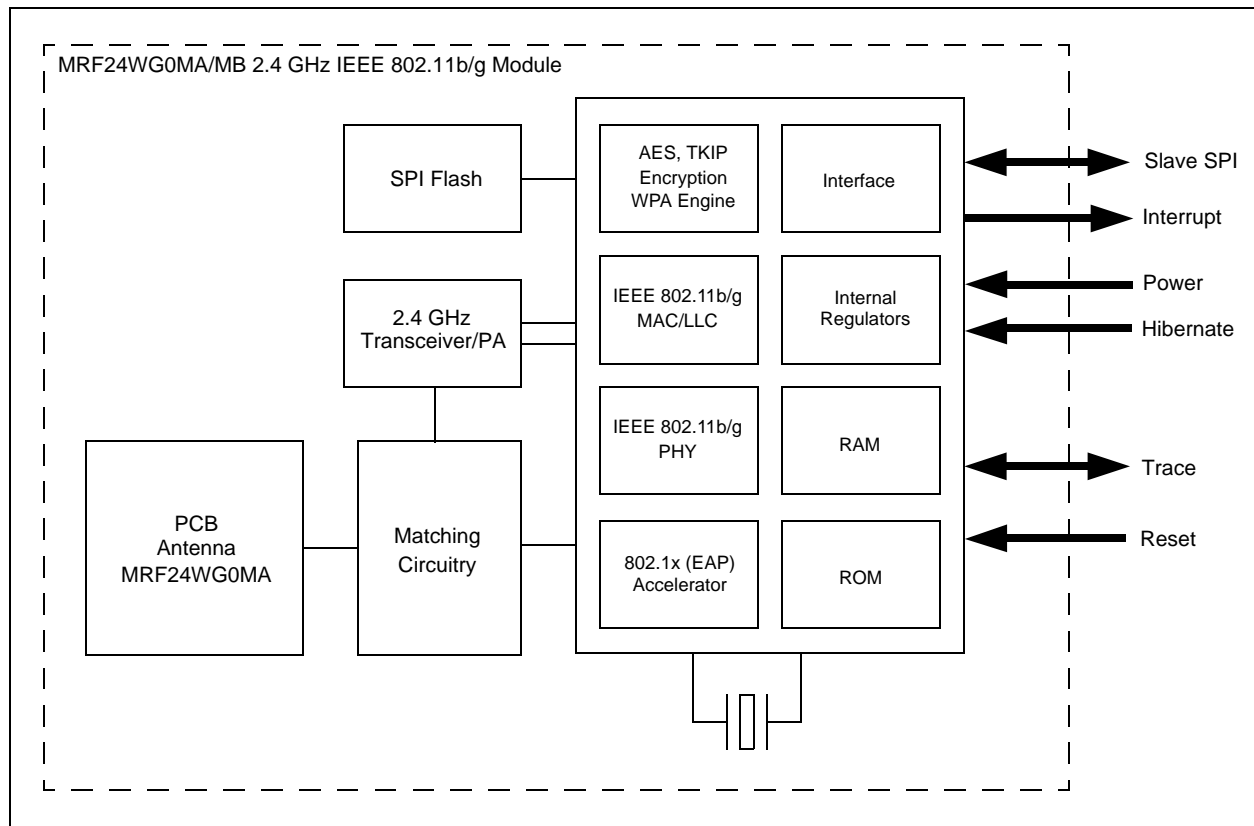 MRF24WG0MA/MB 2.4 GHz IEEE 802.11b/g Module
SPI Flash
AES, TKIP
Encryption
WPA Engine
Interface
Slave SPI
Interrupt
2.4 GHz
Transceiver/PA
IEEE 802.11b/g
MAC/LLC
Internal
Regulators
Power
Hibernate
PCB
Antenna
MRF24WG0MA
Matching
Circuitry
IEEE 802.11b/g
PHY
RAM
Trace
802.1x (EAP)
Accelerator
ROM
Reset